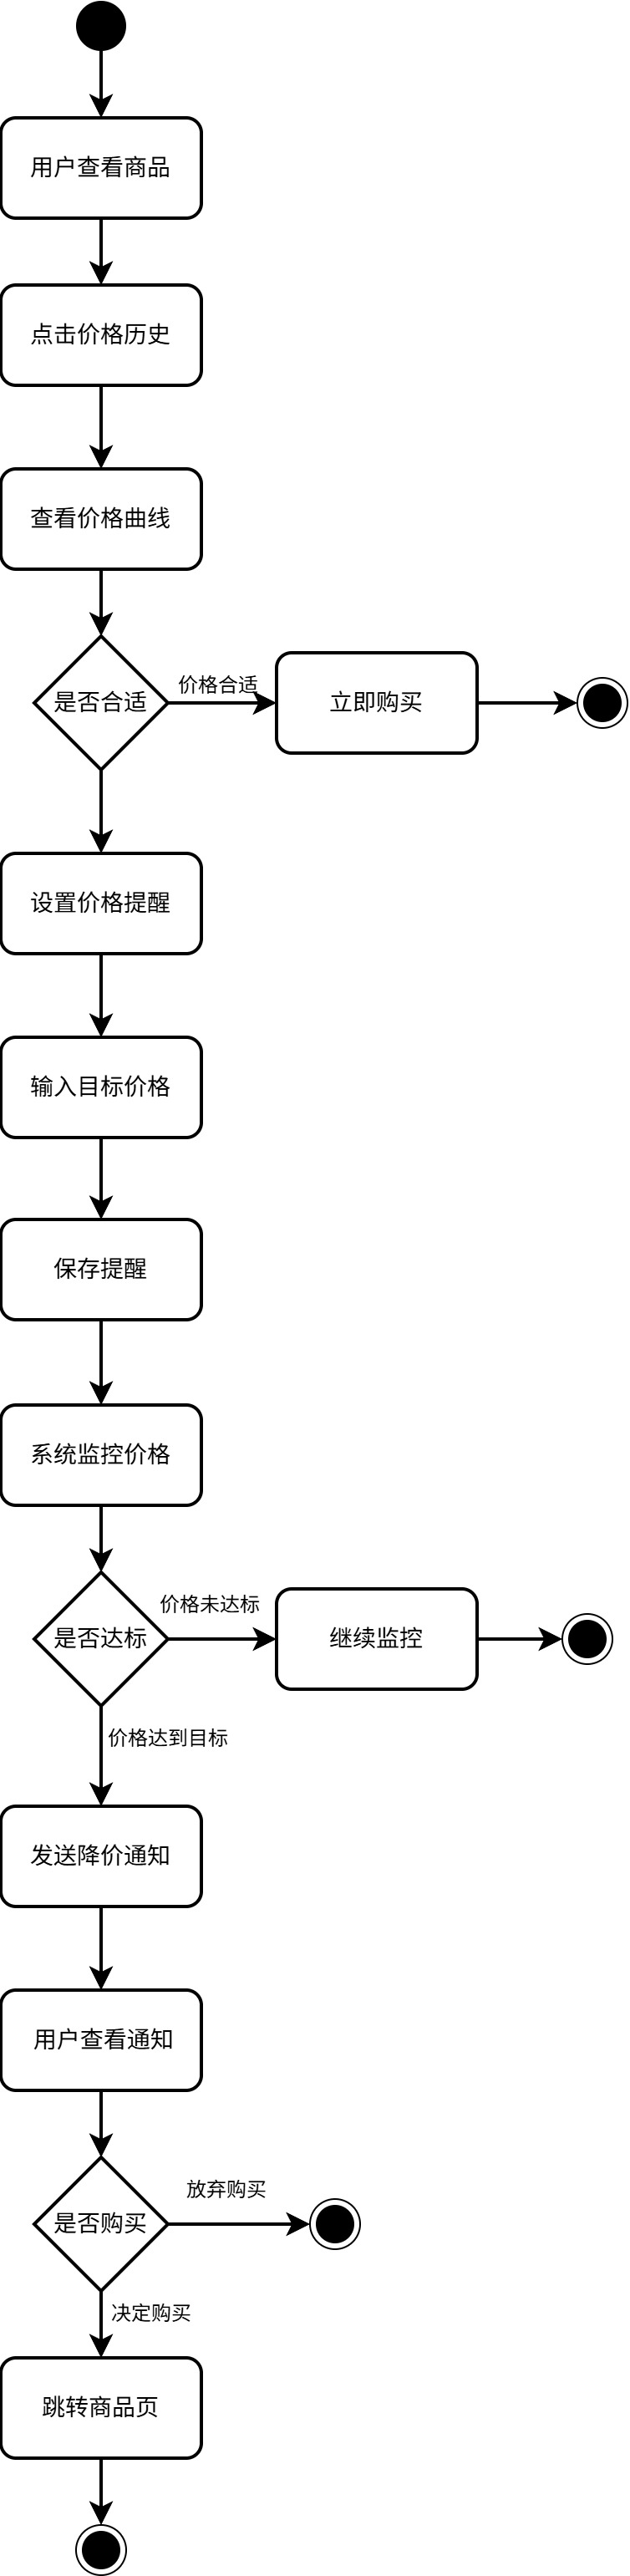 用户查看商品
点击价格历史
查看价格曲线
是否合适
价格合适
立即购买
设置价格提醒
输入目标价格
保存提醒
系统监控价格
价格未达标
是否达标
继续监控
价格达到目标
发送降价通知
用户查看通知
放弃购买
是否购买
决定购买
跳转商品页